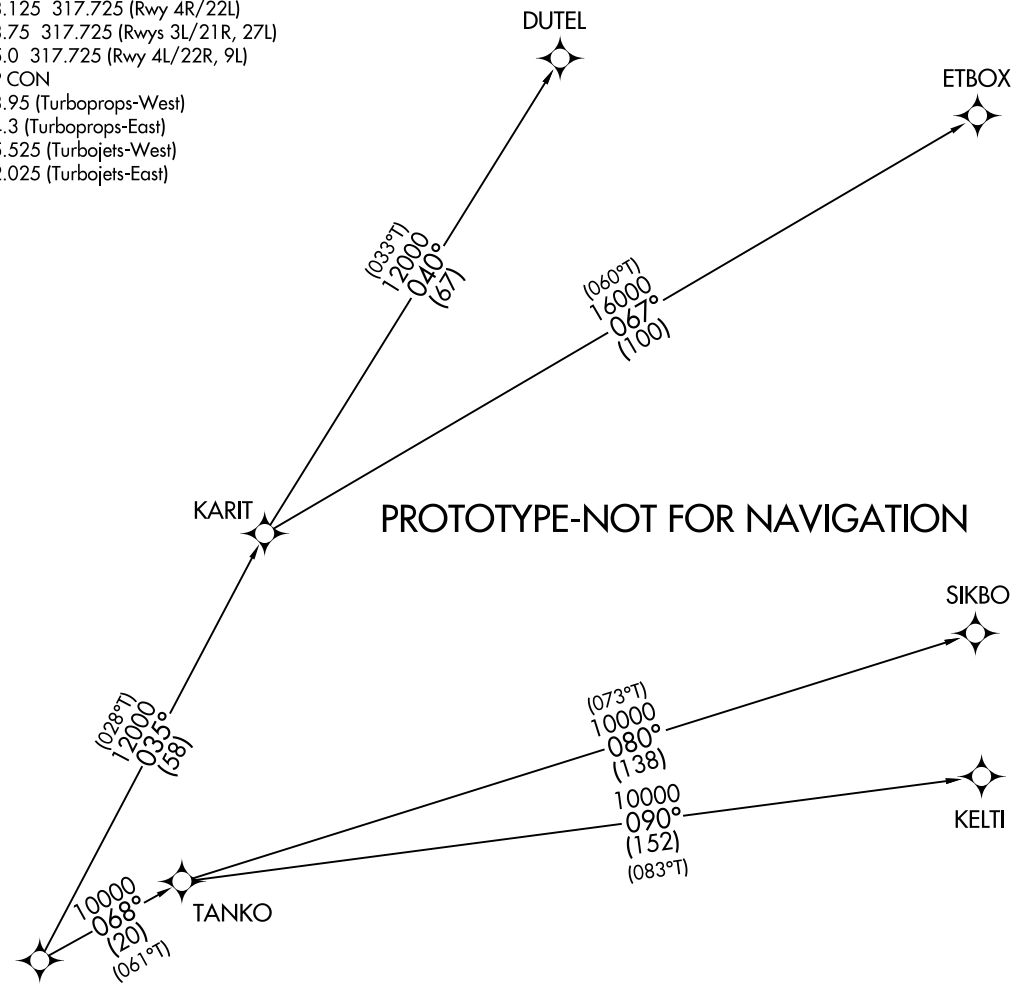 .125 317.725 (Rwy 4R/22L)
.75 317.725 (Rwys 3L/21R, 27L)
.0 317.725 (Rwy 4L/22R, 9L)
CON
.95 (Turboprops-West)
.3 (Turboprops-East)
.525 (Turbojets-West)
.025 (Turbojets-East)
DUTEL
ETBOX
(033°T)
12000
040°
(67)
(060°T)
16000
067°
(100)
KARIT
PROTOTYPE-NOT FOR NAVIGATION
SIKBO
(028°T)
12000
035°
(58)
(073°T)
10000
080°
(138)
10000
090°
(152)
(083°T)
KELTI
10000
068°
(20)
(061°T)
TANKO